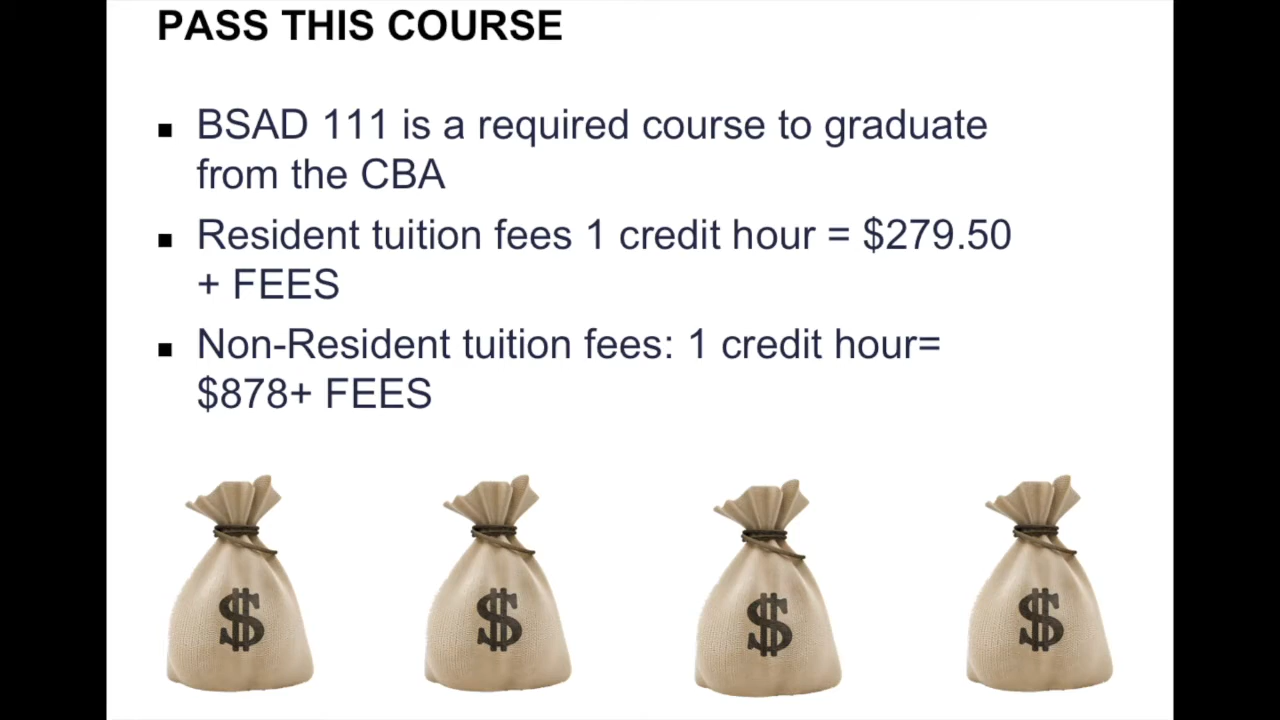 PASS THIS COURSE
BSAD 111 is a required course to graduate
from the CBA
Resident tuition fees 1 credit hour = $279.50
+ FEES
Non-Resident tuition fees: 1 credit hour=
$878+ FEES
$ $ $ $